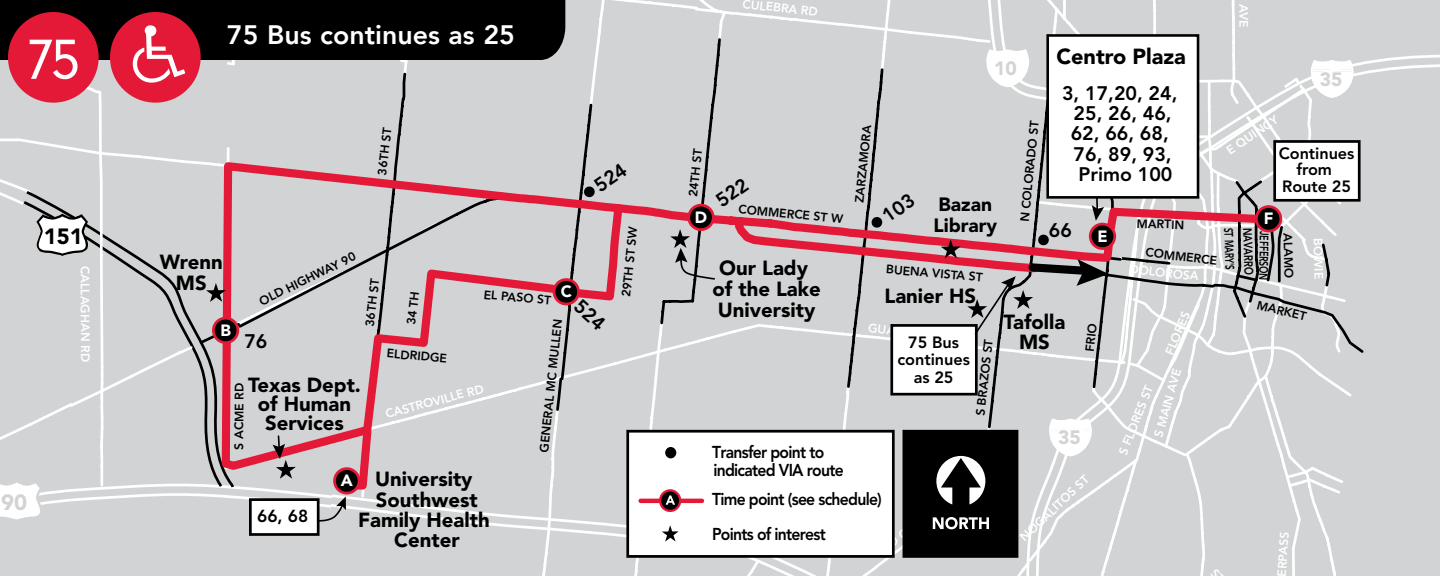 75
75 Bus continues as 25
CULEBRA RD
AVE
10
35
Centro Plaza
3, 17,20, 24,
25, 26, 46,
62, 66, 68,
76, 89, 93,
Primo 100
E QUINCY
Continues
from
Route 25
36TH ST
524
24TH ST
D
522
ZARZAMORA
103
N COLORADO ST
Bazan
Library
66
COMMERCE ST W
E
MARTIN
F
151
Wrenn
MS
OLD HIGHWAY 90
29TH ST SW
BUENA VISTA ST
COMMERCE
DOLOROSA
ST MARY'S
NAVARRO
JEFFERSON
ALAMO
BOWIE
MARKET
Our Lady
of the Lake
University
Lanier HS
Tafolla
MS
EL PASO ST
C
524
CALLAGHAN RD
B
76
36TH ST
34 TH
ELDRIDGE
GENERAL MC MULLEN
GU
75 Bus
continues
as 25
S BRAZOS ST
FRIO
FLORES
S FLORES ST
S MAIN AVE
Texas Dept.
of Human
Services
S ACME RD
CASTROVILLE RD
35
A
University
Southwest
Family Health
Center
66, 68
90
Transfer point to
indicated VIA route
A
Time point (see schedule)
Points of interest
NORTH
NOGALITOS ST
ERPASS